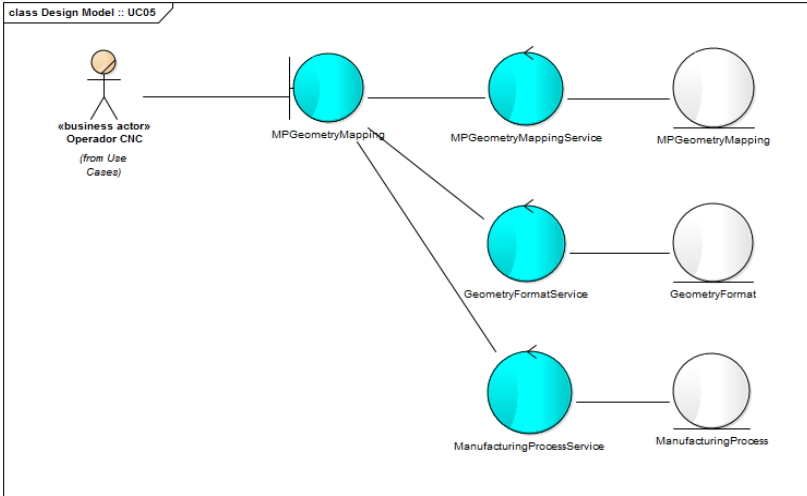 class Design Model :: UC05
«business actor»
Operador CNC
(from Use
Cases)
MPGeometryMapping
MPGeometryMappingService
MPGeometryMapping
GeometryFormatService
GeometryFormat
ManufacturingProcessService
ManufacturingProcess